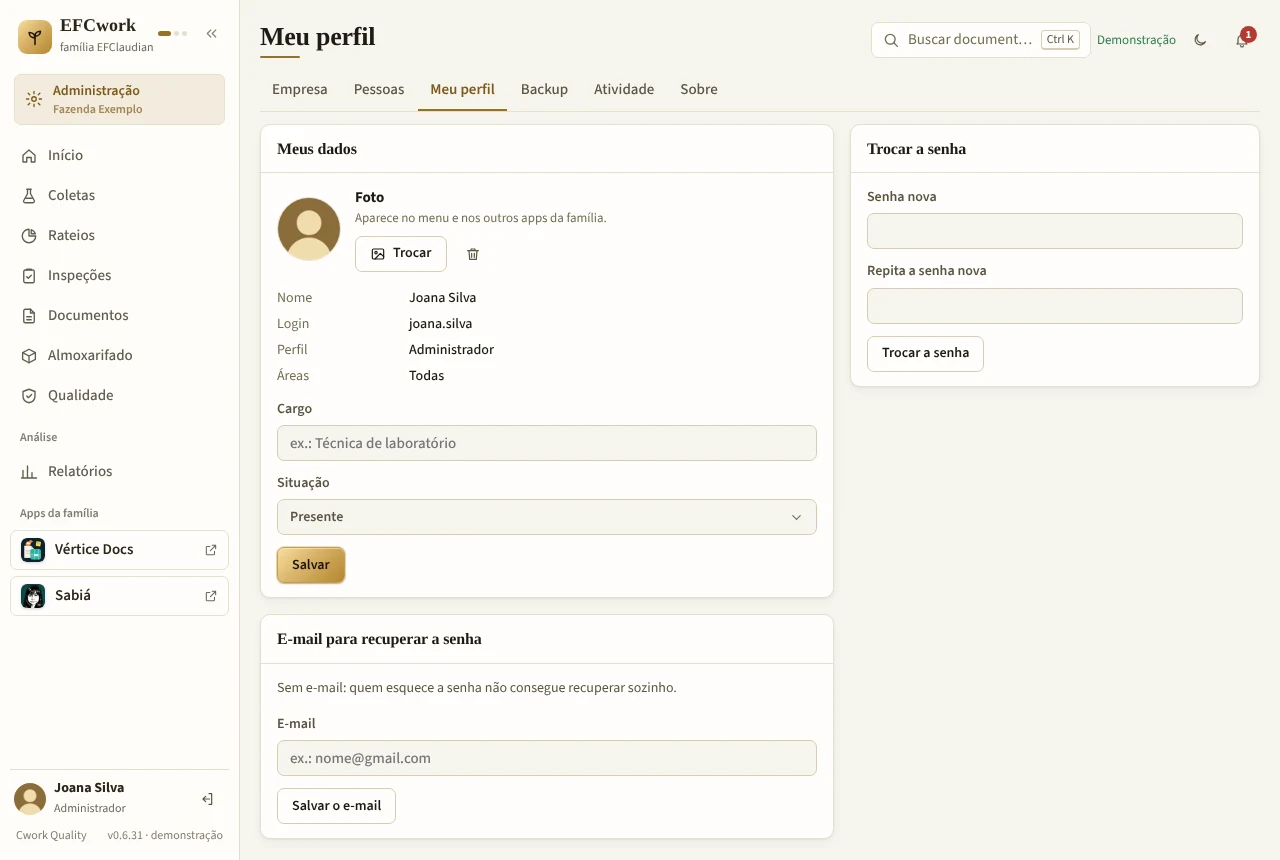 EFCwork
família EFClaudian
Administração
Fazenda Exemplo
Início
Coletas
Rateios
Inspeções
Documentos
Almoxarifado
Qualidade
Análise
Relatórios
Apps da família
Vértice Docs
Sabiá
Joana Silva
Administrador
Cwork Quality v0.6.31 · demonstração
Meu perfil
Buscar document… Ctrl K
Demonstração
1
Empresa Pessoas Meu perfil Backup Atividade Sobre
Meus dados
Foto
Aparece no menu e nos outros apps da família.
Trocar
Nome Joana Silva
Login joana.silva
Perfil Administrador
Áreas Todas
Cargo
ex.: Técnica de laboratório
Situação
Presente
Salvar
E-mail para recuperar a senha
Sem e-mail: quem esquece a senha não consegue recuperar sozinho.
E-mail
ex.: nome@gmail.com
Salvar o e-mail
Trocar a senha
Senha nova
Repita a senha nova
Trocar a senha